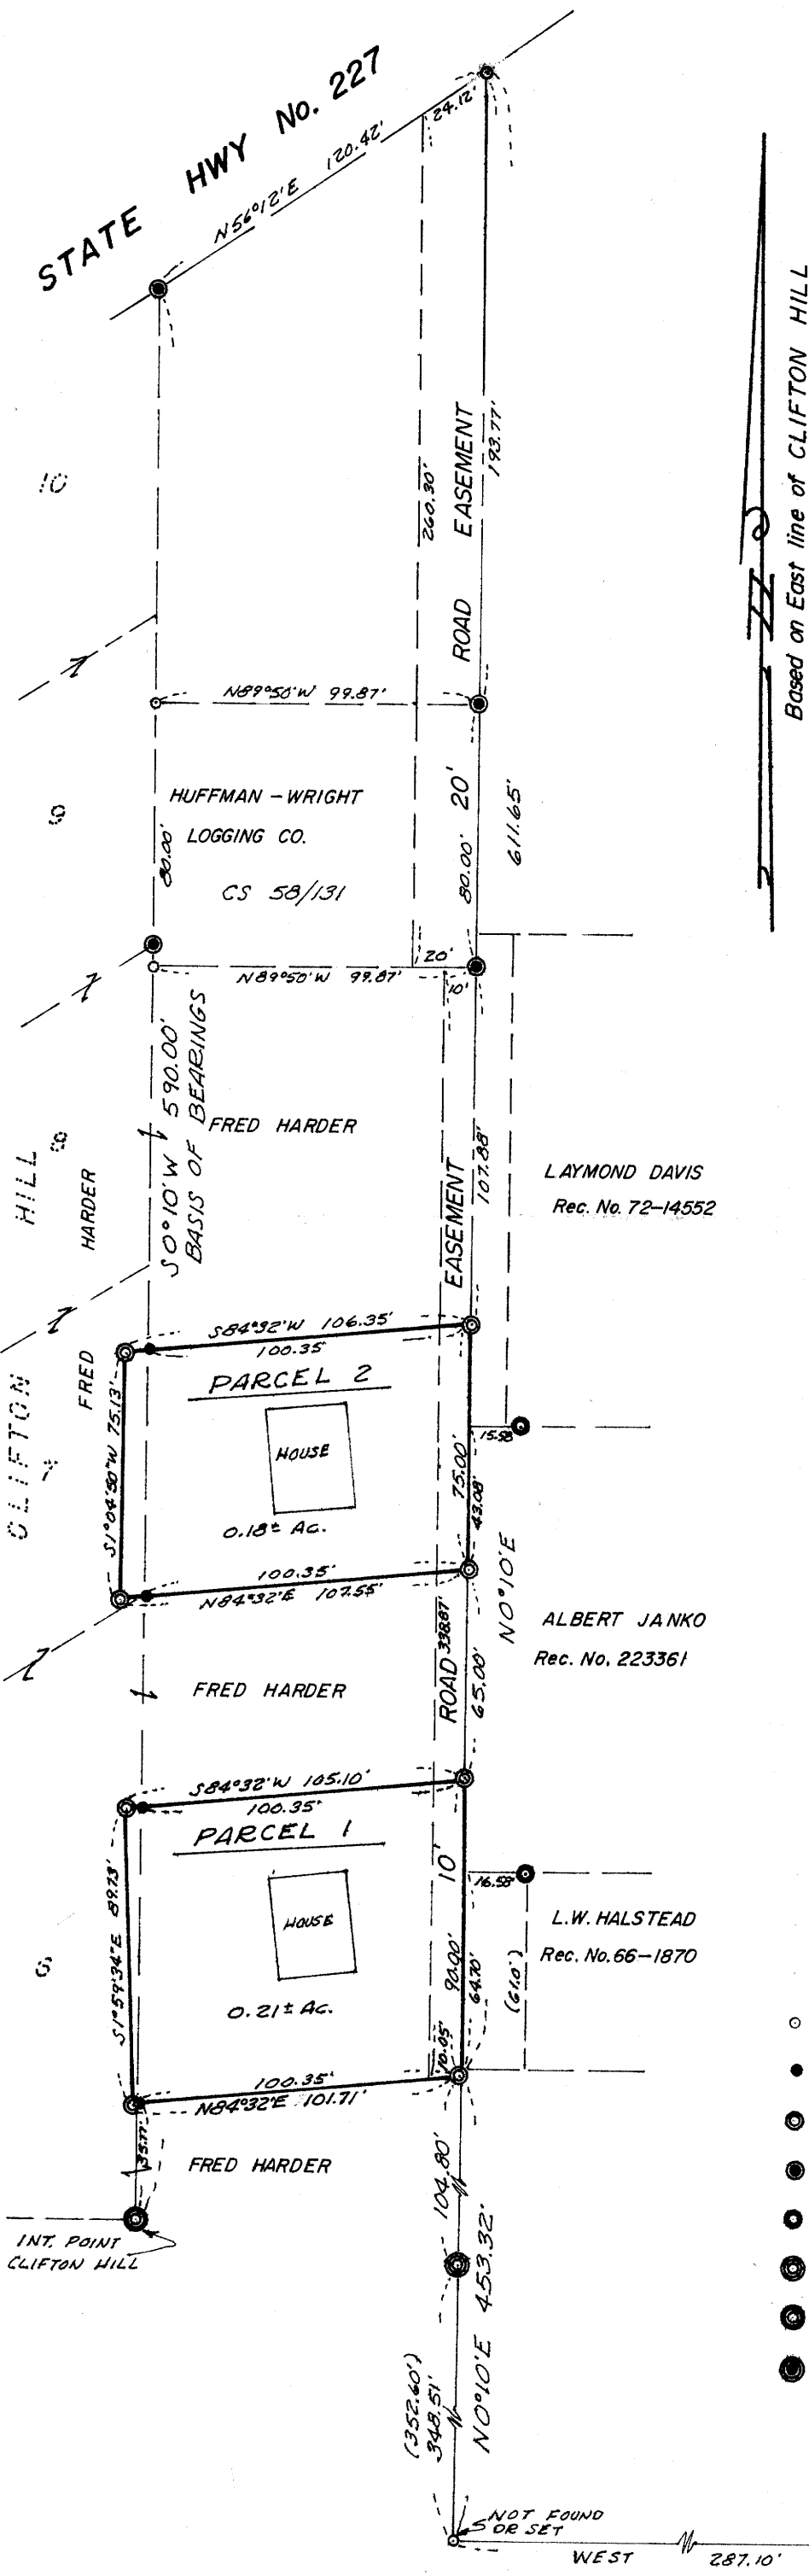 STATE HWY No. 227
N56°12'E 120.42'
24.12'
10
260.30'
ROAD EASEMENT
193.77'
Based on East line of CLIFTON HILL
N89°50'W 99.87'
9
HUFFMAN – WRIGHT
LOGGING CO.
CS 58/131
80.00'
80.00'
20'
611.65'
20'
N89°50'W 99.87'
10'
S0°10'W 590.00'
BASIS OF BEARINGS
FRED HARDER
HILL
8
HARDER
EASEMENT
107.88'
LAYMOND DAVIS
Rec. No. 72–14552
S84°32'W 106.35'
100.35'
FRED
PARCEL 2
CLIFTON
7
S1°04'50"W 75.13'
HOUSE
0.18± Ac.
75.00'
43.08'
15.58'
100.35'
N84°32'E 107.55'
N0°10'E
ALBERT JANKO
Rec. No. 223361
FRED HARDER
ROAD
338.87'
65.00'
S84°32'W 105.10'
100.35'
PARCEL 1
10'
16.58'
S1°59'34"E 89.73'
HOUSE
L.W. HALSTEAD
Rec. No. 66–1870
6
0.21± Ac.
90.00'
64.70'
(61.0')
10.05'
100.35'
N84°32'E 101.71'
35.77'
FRED HARDER
104.80'
INT. POINT
CLIFTON HILL
N0°10'E 453.32'
(352.60')
348.51'
NOT FOUND
OR SET
WEST 287.10'